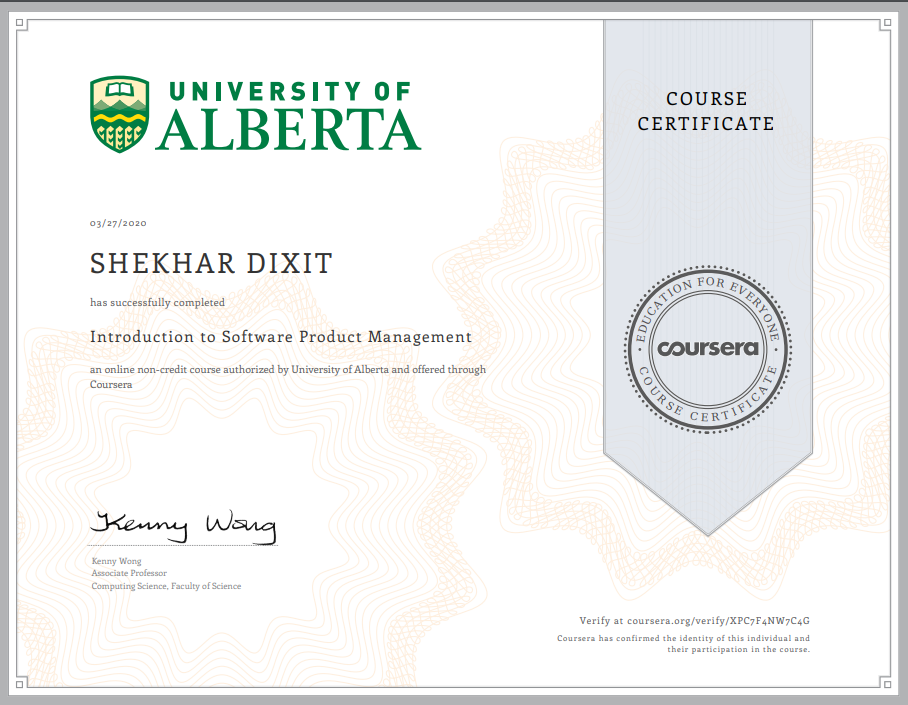 UNIVERSITY OF
ALBERTA
COURSE
CERTIFICATE
03/27/2020
SHEKHAR DIXIT
has successfully completed
Introduction to Software Product Management
an online non-credit course authorized by University of Alberta and offered through
Coursera
EDUCATION FOR EVERYONE
coursera
COURSE CERTIFICATE
Kenny Wong
Kenny Wong
Associate Professor
Computing Science, Faculty of Science
Verify at coursera.org/verify/XPC7F4NW7C4G
Coursera has confirmed the identity of this individual and
their participation in the course.